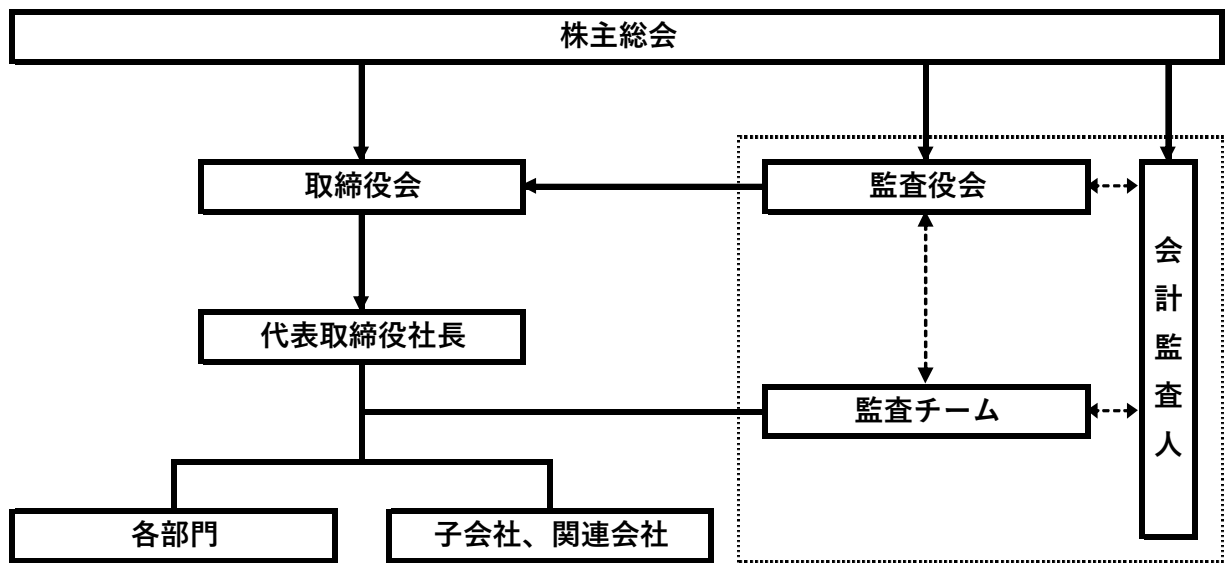 株主総会
取締役会
監査役会
会計監査人
代表取締役社長
監査チーム
各部門
子会社、関連会社